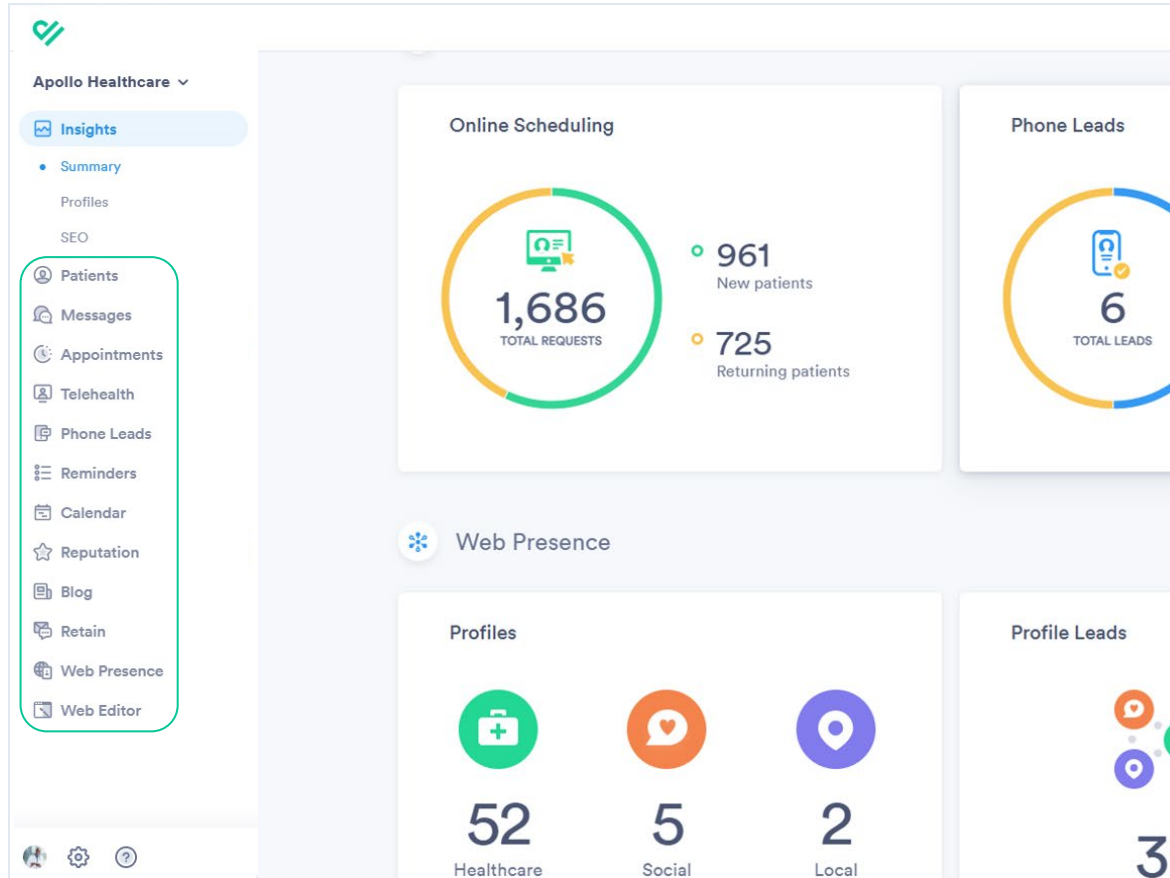 Apollo Healthcare
Insights
Summary
Profiles
SEO
Patients
Messages
Appointments
Telehealth
Phone Leads
Reminders
Calendar
Reputation
Blog
Retain
Web Presence
Web Editor
Online Scheduling
1,686
TOTAL REQUESTS
961
New patients
725
Returning patients
Phone Leads
6
TOTAL LEADS
Web Presence
Profiles
52
Healthcare
5
Social
2
Local
Profile Leads
3